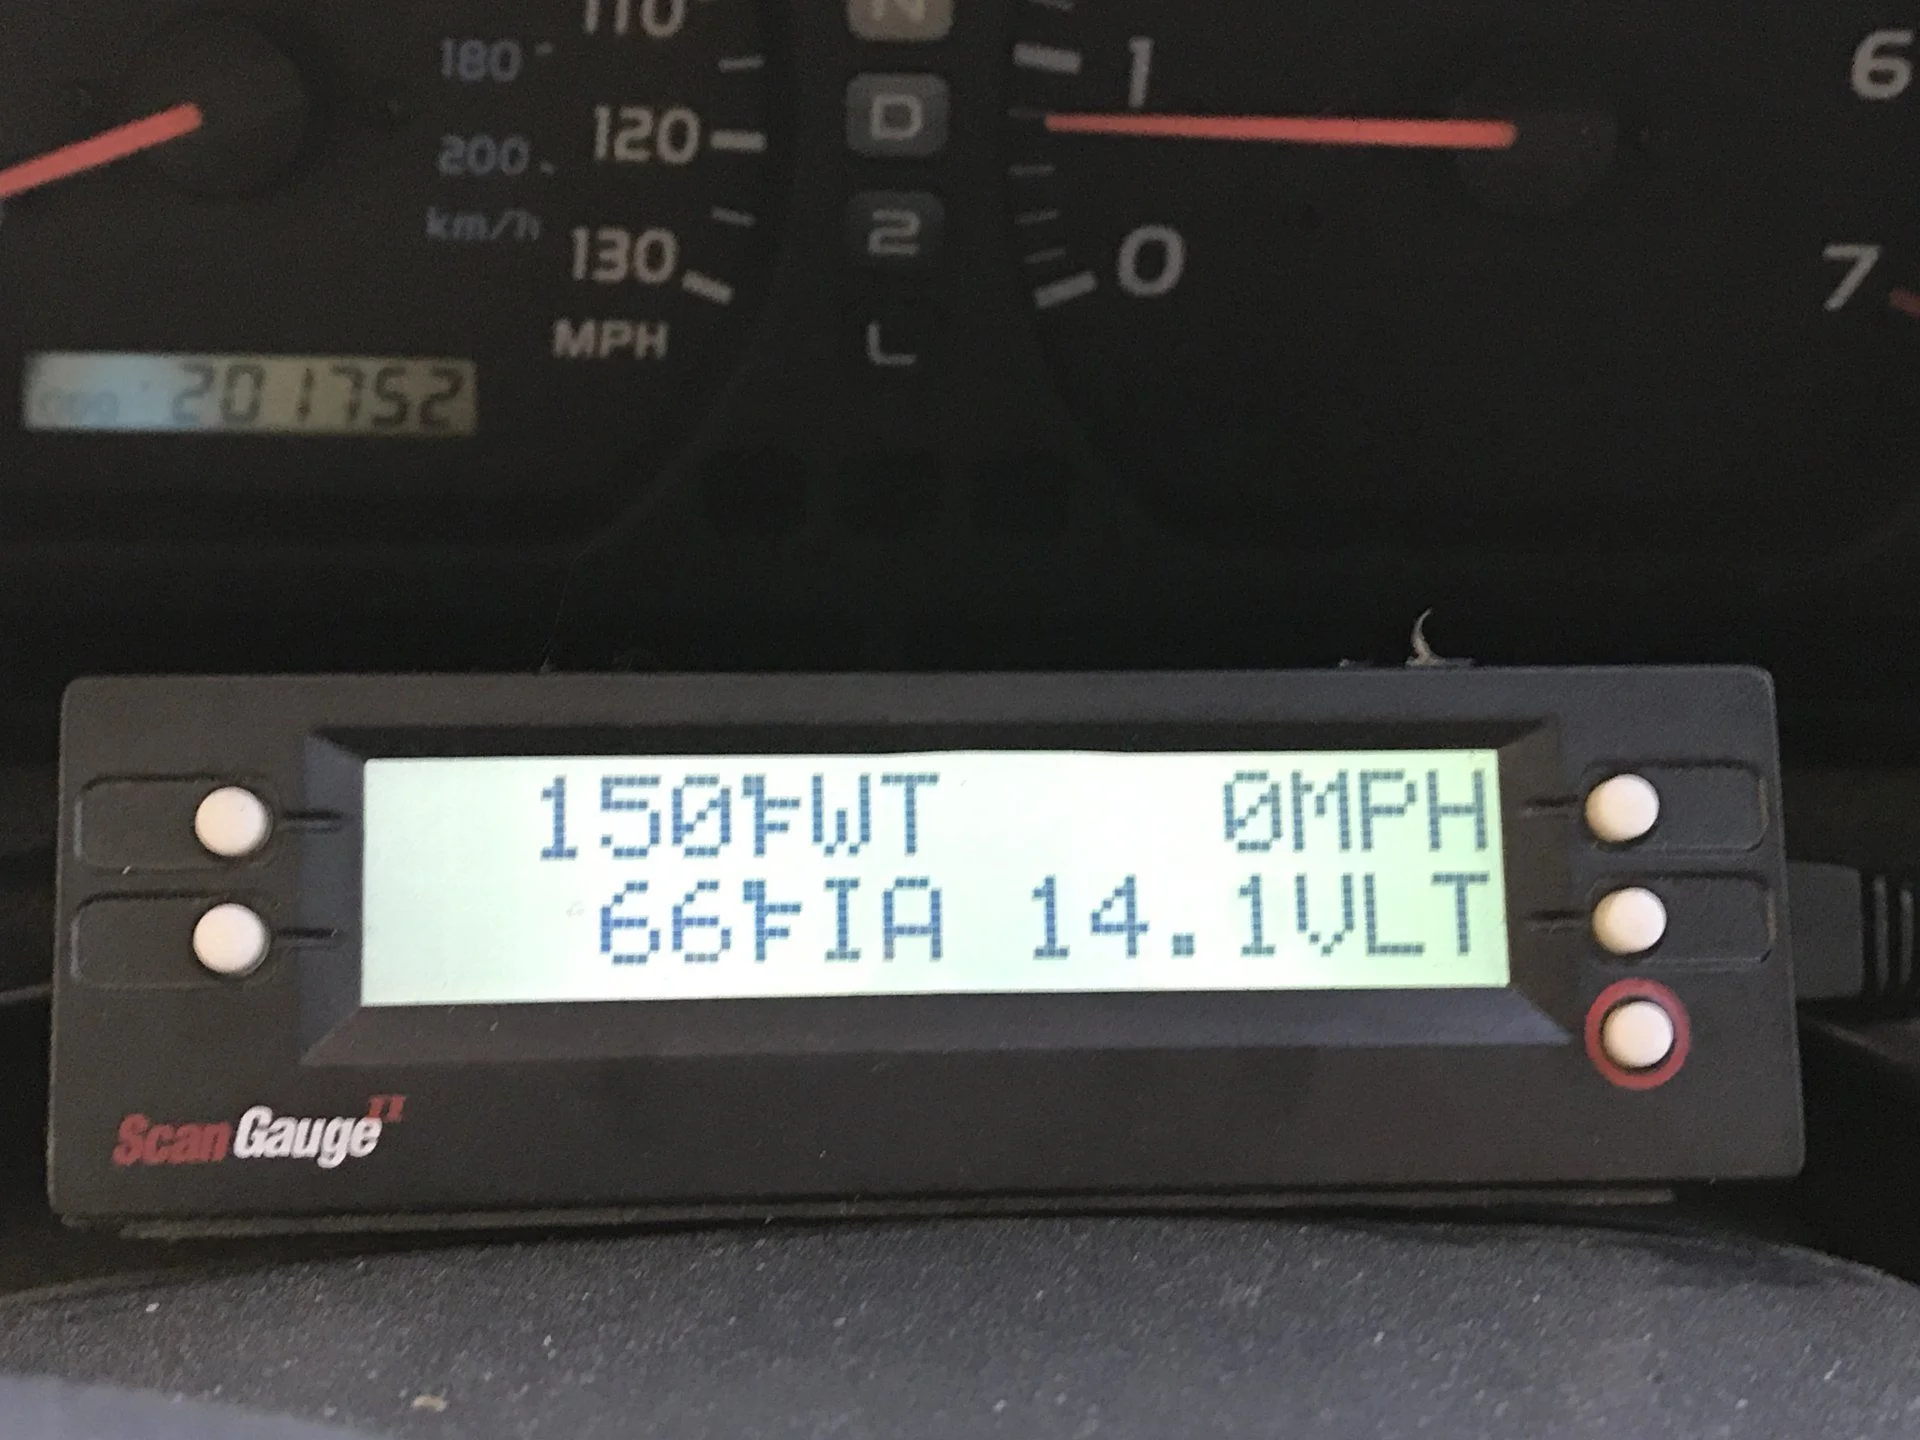 110
180
N
1
6
120
D
200
km/h
2
130
0
7
MPH
L
201752
150°FWT 0MPH
66°FIA 14.1VLT
ScanGauge II